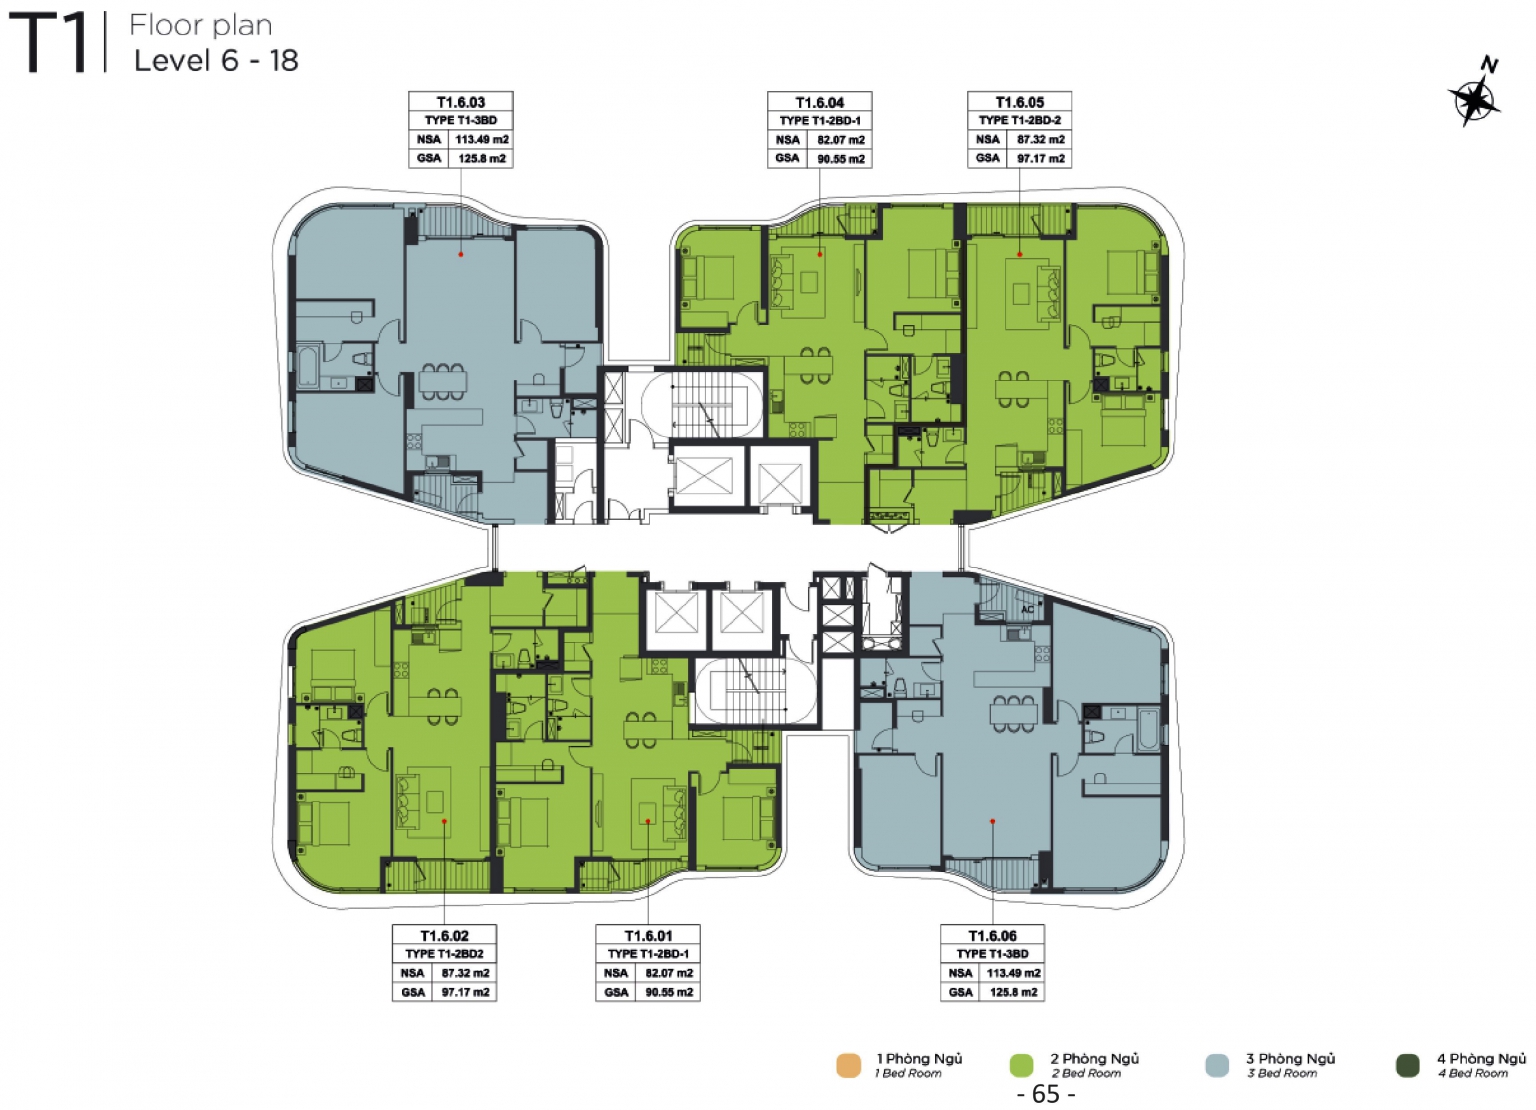 T1
Floor plan
Level 6 - 18
N
T1.6.03
TYPE T1-3BD
NSA 113.49 m2
GSA 125.8 m2
T1.6.04
TYPE T1-2BD-1
NSA 82.07 m2
GSA 90.55 m2
T1.6.05
TYPE T1-2BD-2
NSA 87.32 m2
GSA 97.17 m2
AC
T1.6.02
TYPE T1-2BD2
NSA 87.32 m2
GSA 97.17 m2
T1.6.01
TYPE T1-2BD-1
NSA 82.07 m2
GSA 90.55 m2
T1.6.06
TYPE T1-3BD
NSA 113.49 m2
GSA 125.8 m2
1 Phòng Ngủ
1 Bed Room
2 Phòng Ngủ
2 Bed Room
3 Phòng Ngủ
3 Bed Room
4 Phòng Ngủ
4 Bed Room
- 65 -